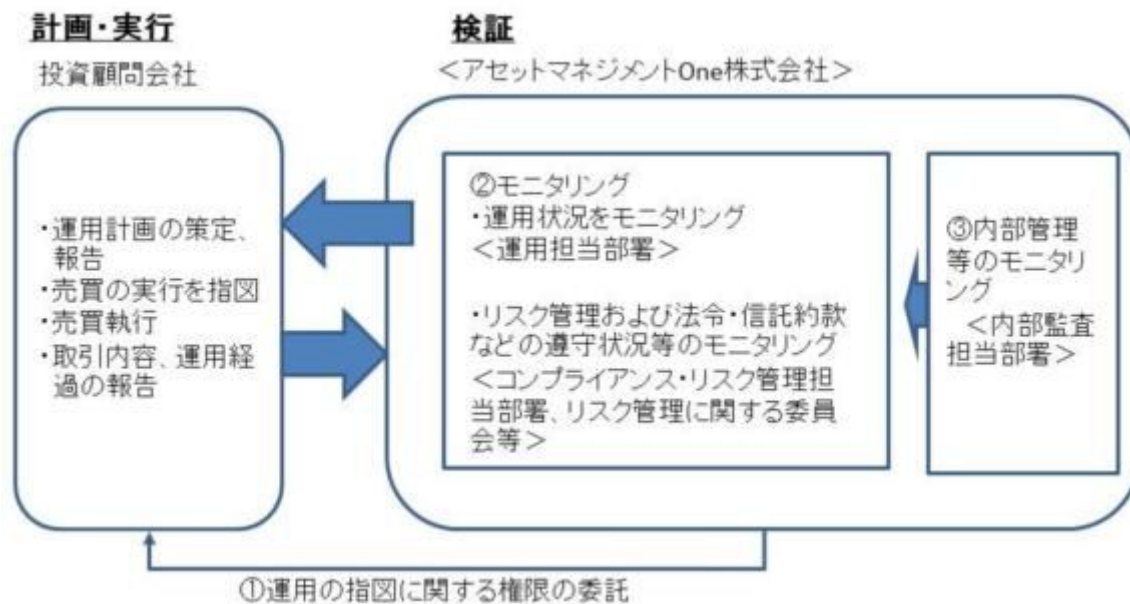 計画・実行
投資顧問会社
・運用計画の策定、
報告
・売買の実行を指図
・売買執行
・取引内容、運用経
過の報告
検証
＜アセットマネジメントOne株式会社＞
②モニタリング
・運用状況をモニタリング
＜運用担当部署＞
・リスク管理および法令・信託約款
などの遵守状況等のモニタリング
＜コンプライアンス・リスク管理担
当部署、リスク管理に関する委員
会等＞
③内部管理
等のモニタリ
ング
＜内部監査
担当部署＞
①運用の指図に関する権限の委託